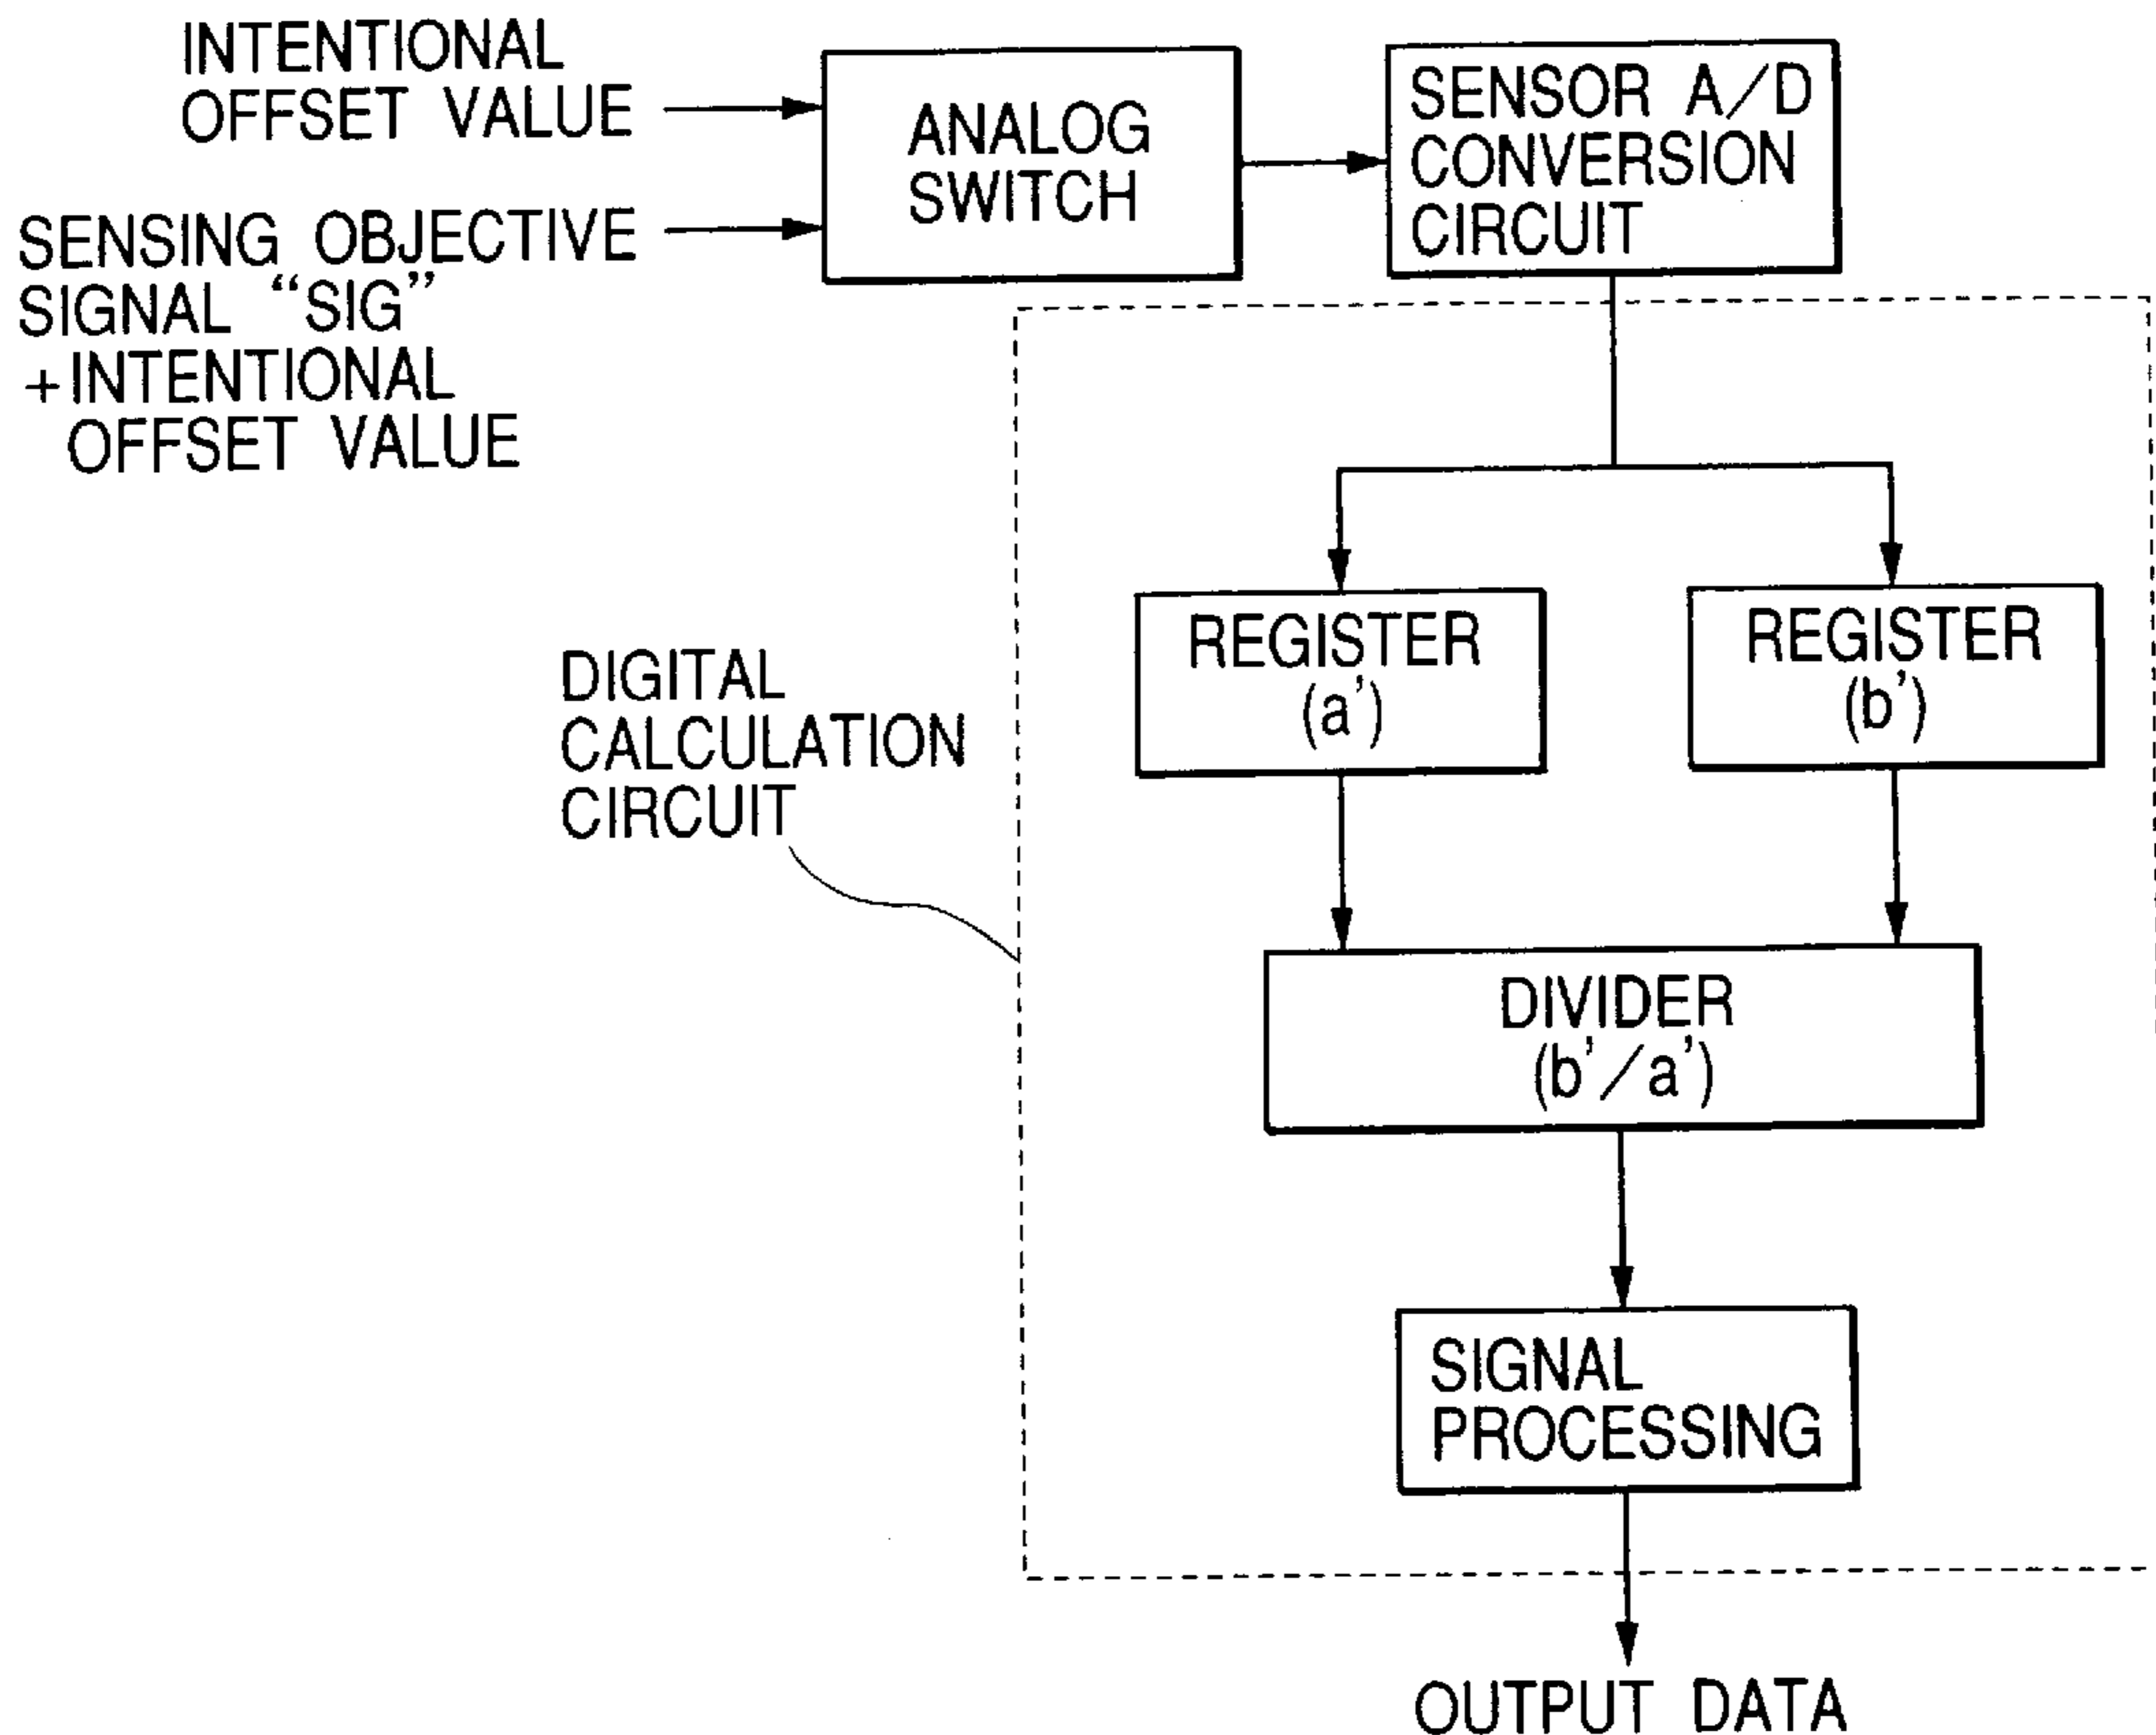 INTENTIONAL
OFFSET VALUE
SENSING OBJECTIVE
SIGNAL “SIG”
+INTENTIONAL
OFFSET VALUE
ANALOG
SWITCH
SENSOR A/D
CONVERSION
CIRCUIT
DIGITAL
CALCULATION
CIRCUIT
REGISTER
(a’)
REGISTER
(b’)
DIVIDER
(b’/a’)
SIGNAL
PROCESSING
OUTPUT DATA